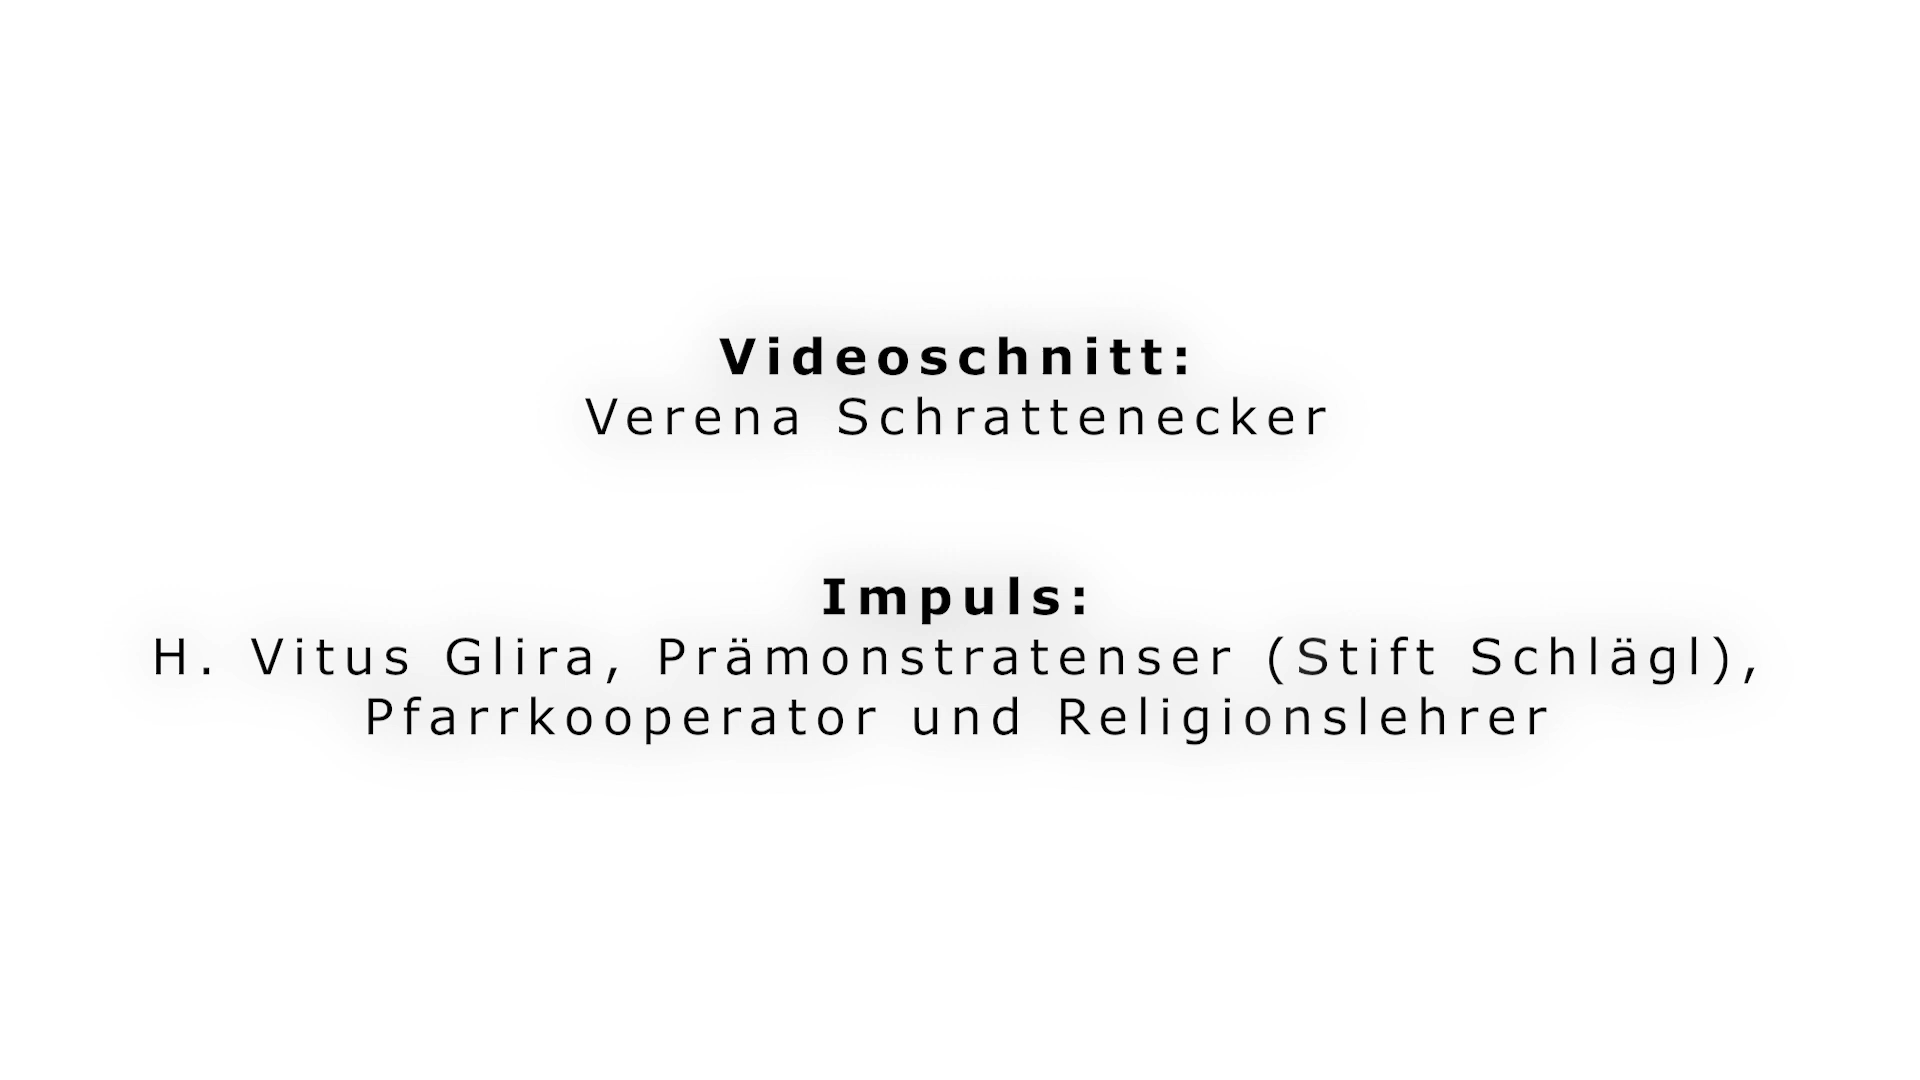 Videoschnitt:
Verena Schrattenecker
Impuls:
H. Vitus Glira, Prämonstratenser (Stift Schlägl),
Pfarrkooperator und Religionslehrer